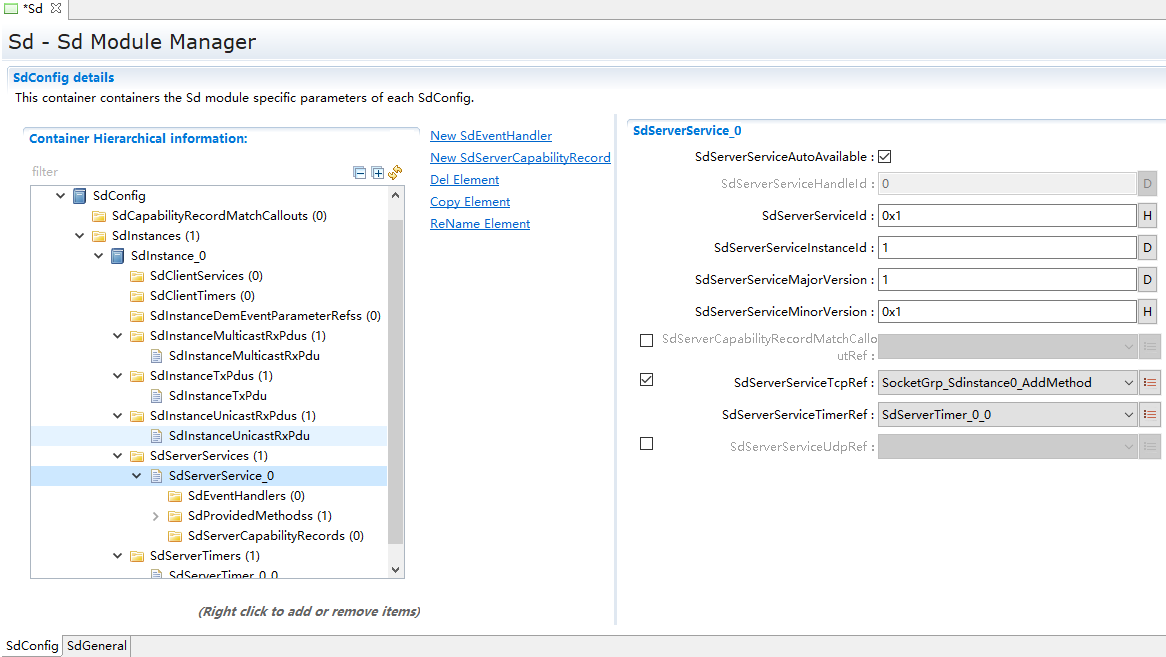 *Sd
Sd - Sd Module Manager
SdConfig details
This container containers the Sd module specific parameters of each SdConfig.
Container Hierarchical information:
filter
SdConfig
SdCapabilityRecordMatchCallouts (0)
SdInstances (1)
SdInstance_0
SdClientServices (0)
SdClientTimers (0)
SdInstanceDemEventParameterRefss (0)
SdInstanceMulticastRxPdus (1)
SdInstanceMulticastRxPdu
SdInstanceTxPdus (1)
SdInstanceTxPdu
SdInstanceUnicastRxPdus (1)
SdInstanceUnicastRxPdu
SdServerServices (1)
SdServerService_0
SdEventHandlers (0)
SdProvidedMethodss (1)
SdServerCapabilityRecords (0)
SdServerTimers (1)
SdServerTimer_0_0
(Right click to add or remove items)
New SdEventHandler
New SdServerCapabilityRecord
Del Element
Copy Element
ReName Element
SdServerService_0
SdServerServiceAutoAvailable :
SdServerServiceHandleId : 0 D
SdServerServiceId : 0x1 H
SdServerServiceInstanceId : 1 D
SdServerServiceMajorVersion : 1 D
SdServerServiceMinorVersion : 0x1 H
SdServerCapabilityRecordMatchCallo
utRef :
SdServerServiceTcpRef : SocketGrp_Sdinstance0_AddMethod
SdServerServiceTimerRef : SdServerTimer_0_0
SdServerServiceUdpRef :
SdConfig SdGeneral